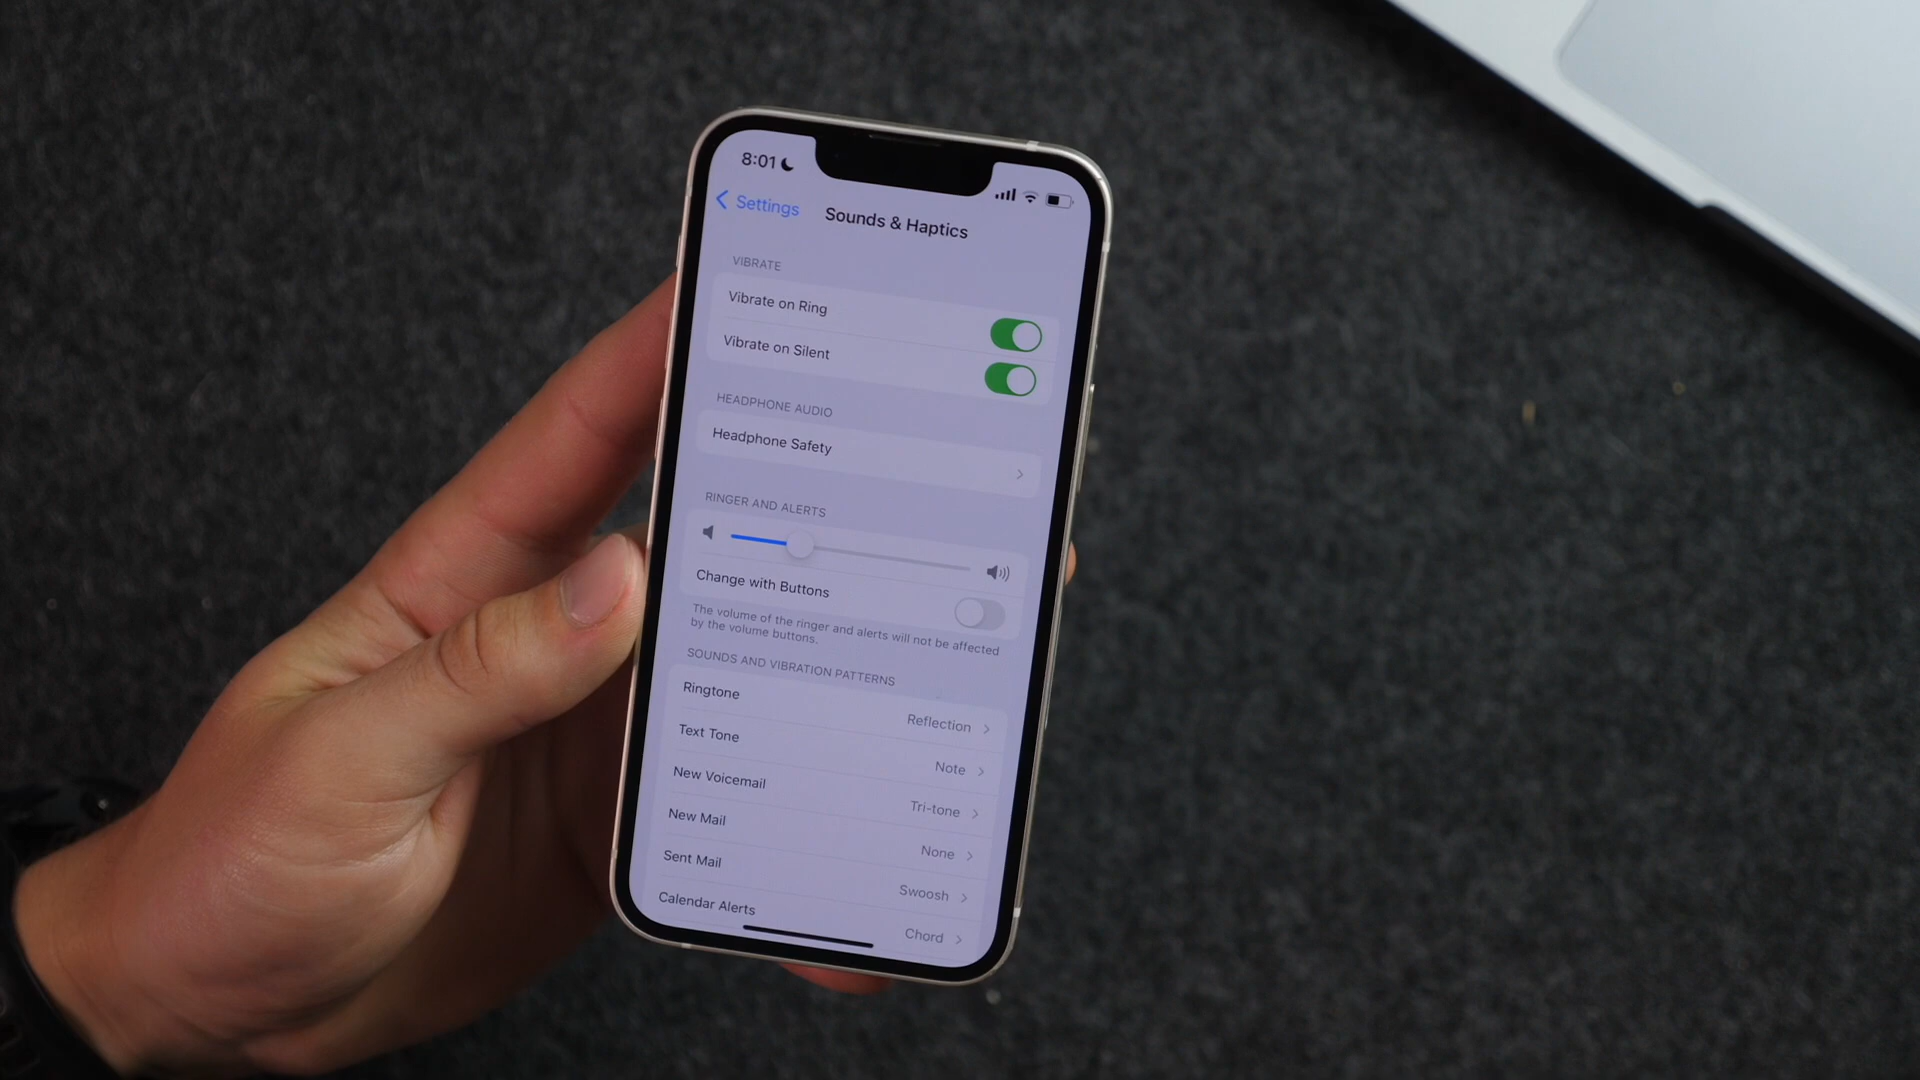 8:01
Settings
Sounds & Haptics
VIBRATE
Vibrate on Ring
Vibrate on Silent
HEADPHONE AUDIO
Headphone Safety
RINGER AND ALERTS
Change with Buttons
The volume of the ringer and alerts will not be affected
by the volume buttons.
SOUNDS AND VIBRATION PATTERNS
Ringtone Reflection
Text Tone Note
New Voicemail Tri-tone
New Mail None
Sent Mail Swoosh
Calendar Alerts Chord